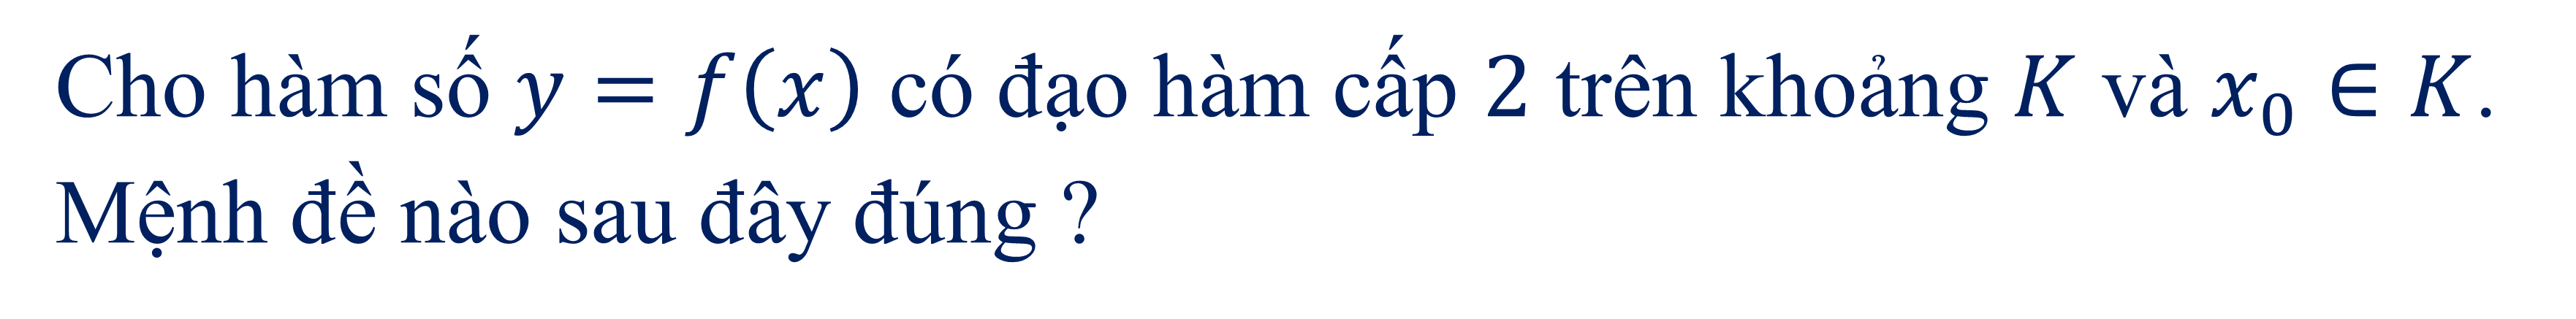 Cho hàm số y = f(x) có đạo hàm cấp 2 trên khoảng K và x₀ ∈ K.
Mệnh đề nào sau đây đúng ?